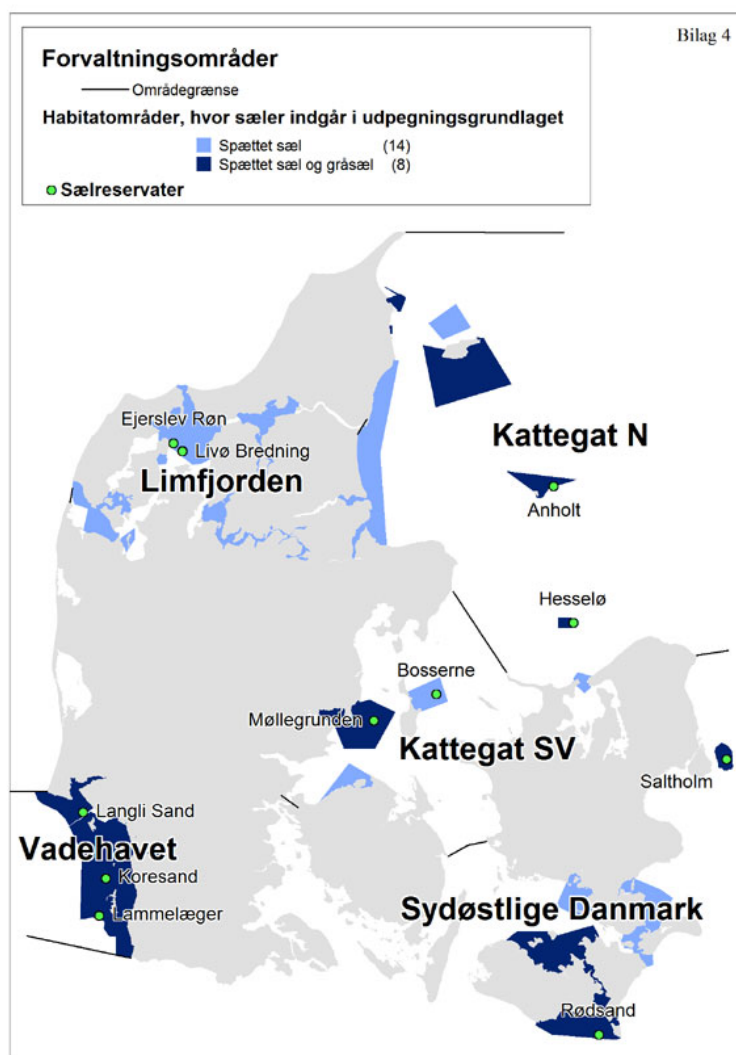 Bilag 4
Forvaltningsområder
Områdegrænse
Habitatområder, hvor sæler indgår i udpegningsgrundlaget
Spættet sæl (14)
Spættet sæl og gråsæl (8)
Sælreservater
Ejerslev Røn
Livø Bredning
Limfjorden
Kattegat N
Anholt
Hesselø
Bosserne
Møllegrunden
Kattegat SV
Saltholm
Langli Sand
Vadehavet
Koresand
Lammelæger
Sydøstlige Danmark
Rødsand